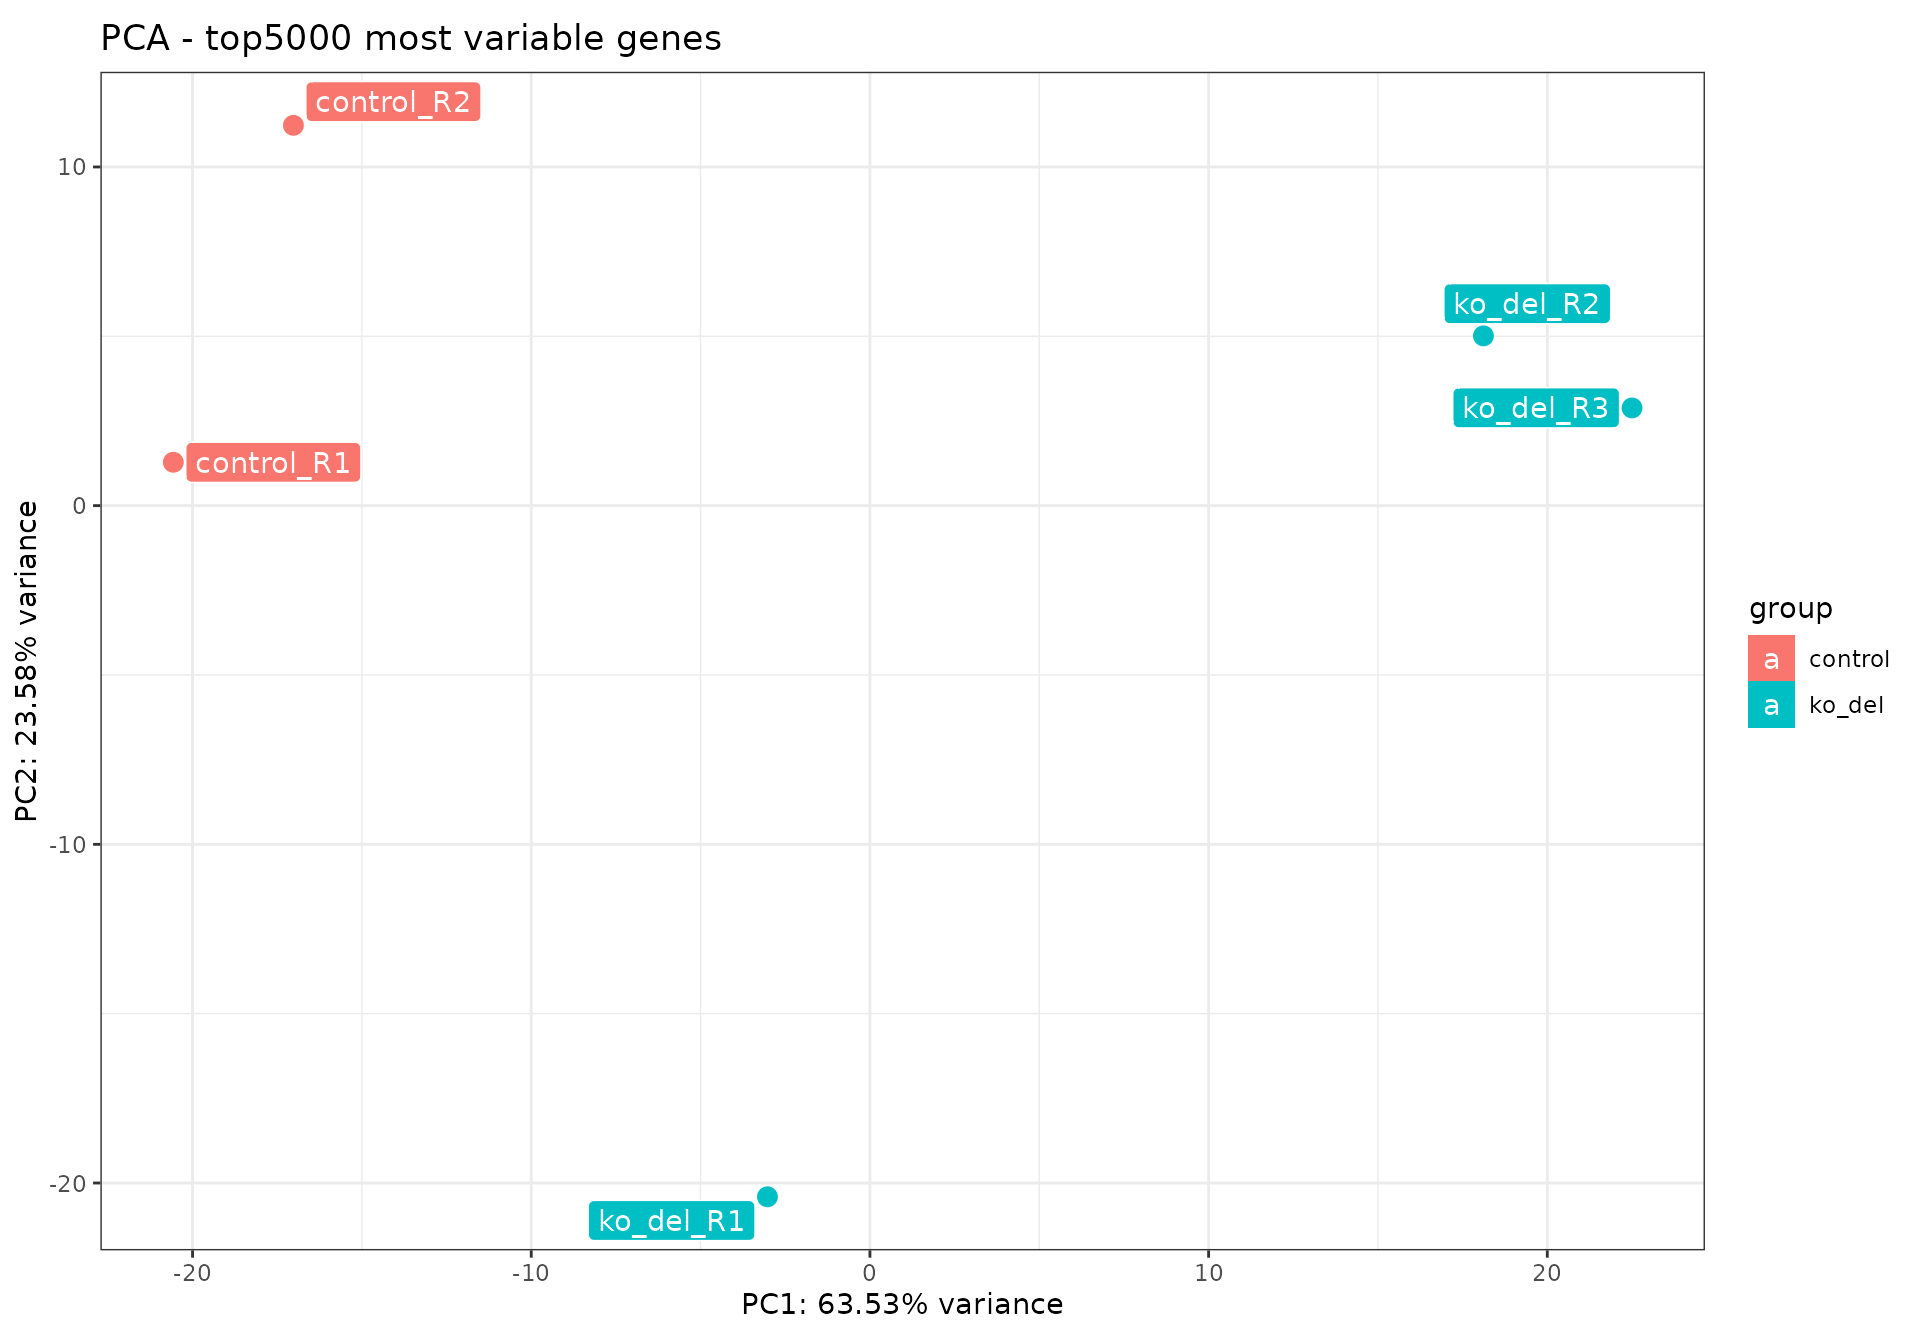 PCA - top5000 most variable genes
control_R2
ko_del_R2
ko_del_R3
control_R1
ko_del_R1
10
0
-10
-20
PC2: 23.58% variance
-20
-10
0
10
20
PC1: 63.53% variance
group
a control
a ko_del